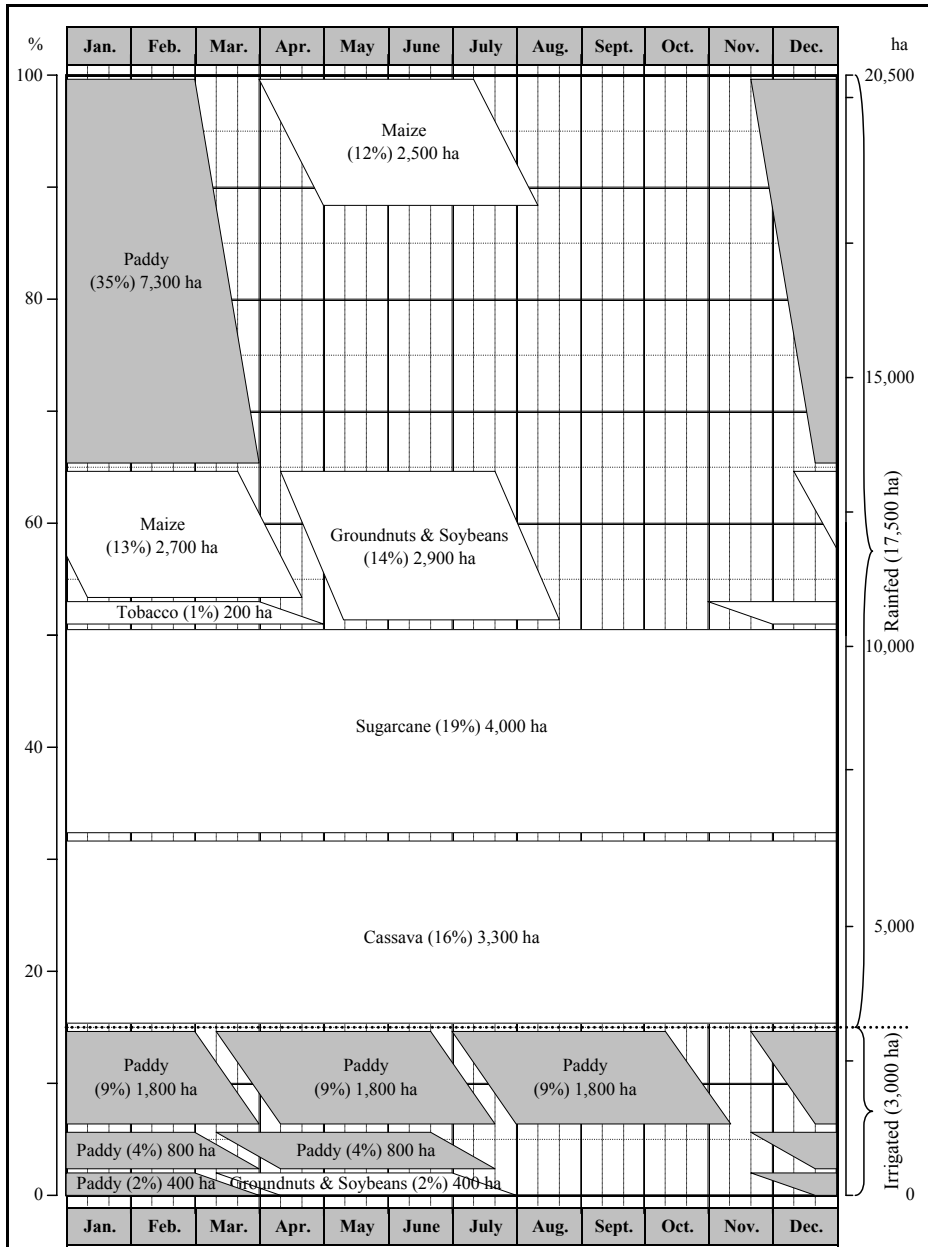 % Jan. Feb. Mar. Apr. May June July Aug. Sept. Oct. Nov. Dec. ha
100 20,500
Maize
(12%) 2,500 ha
Paddy
(35%) 7,300 ha
80
15,000
Rainfed (17,500 ha)
60
Maize
(13%) 2,700 ha
Groundnuts & Soybeans
(14%) 2,900 ha
Tobacco (1%) 200 ha
10,000
Sugarcane (19%) 4,000 ha
40
Cassava (16%) 3,300 ha
5,000
20
Paddy
(9%) 1,800 ha
Paddy
(9%) 1,800 ha
Paddy
(9%) 1,800 ha
Irrigated (3,000 ha)
Paddy (4%) 800 ha Paddy (4%) 800 ha
Paddy (2%) 400 ha Groundnuts & Soybeans (2%) 400 ha
0 0
Jan. Feb. Mar. Apr. May June July Aug. Sept. Oct. Nov. Dec.